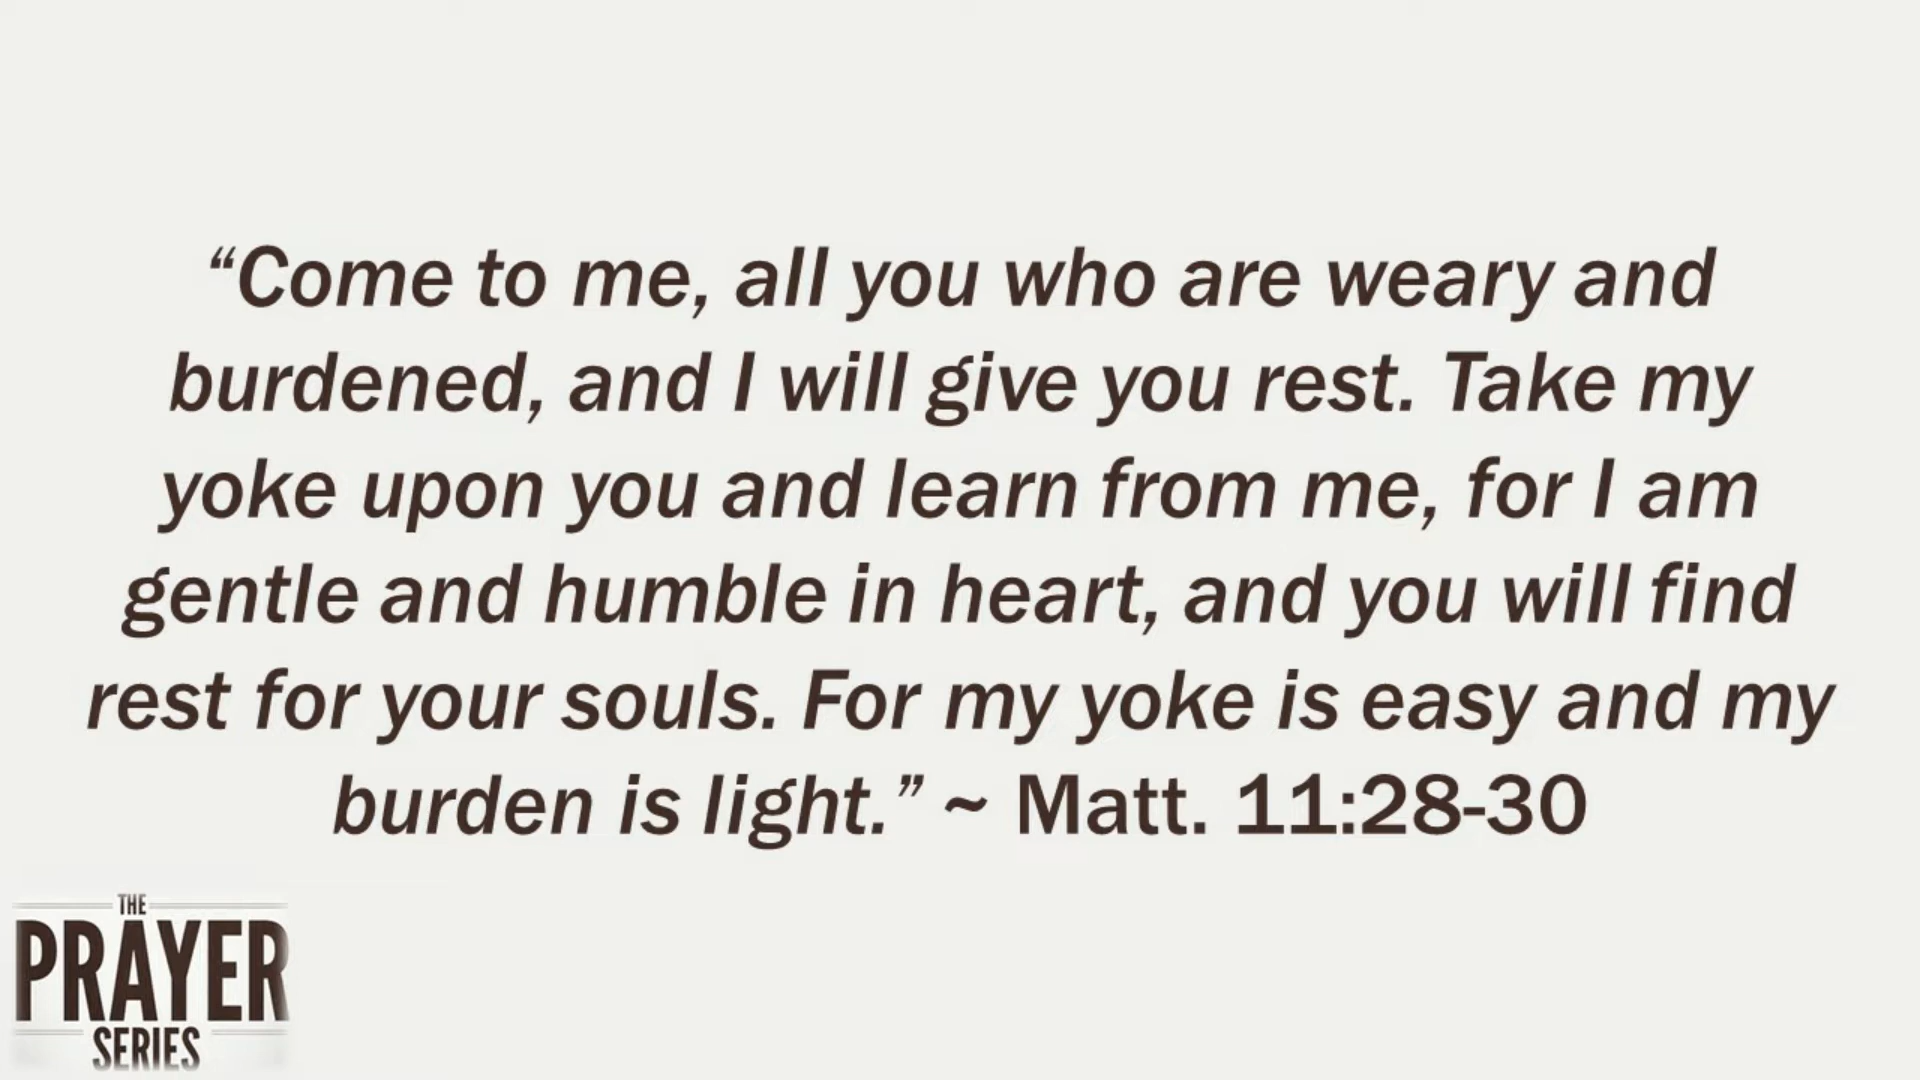 “Come to me, all you who are weary and
burdened, and I will give you rest. Take my
yoke upon you and learn from me, for I am
gentle and humble in heart, and you will find
rest for your souls. For my yoke is easy and my
burden is light.” ~ Matt. 11:28-30
THE
PRAYER
SERIES